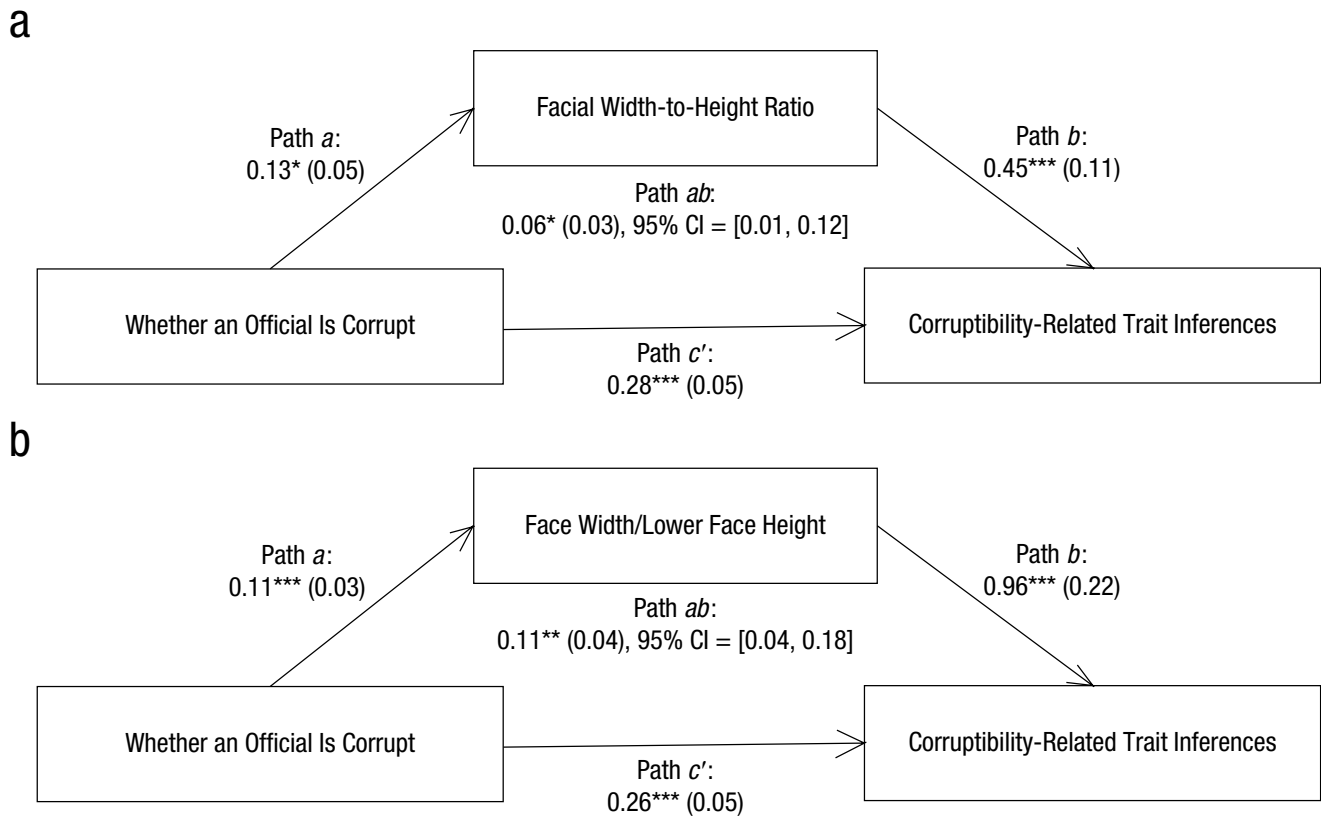 a
Facial Width-to-Height Ratio
Path a:
0.13* (0.05)
Path b:
0.45*** (0.11)
Path ab:
0.06* (0.03), 95% CI = [0.01, 0.12]
Whether an Official Is Corrupt
Corruptibility-Related Trait Inferences
Path c′:
0.28*** (0.05)
b
Face Width/Lower Face Height
Path a:
0.11*** (0.03)
Path b:
0.96*** (0.22)
Path ab:
0.11** (0.04), 95% CI = [0.04, 0.18]
Whether an Official Is Corrupt
Corruptibility-Related Trait Inferences
Path c′:
0.26*** (0.05)